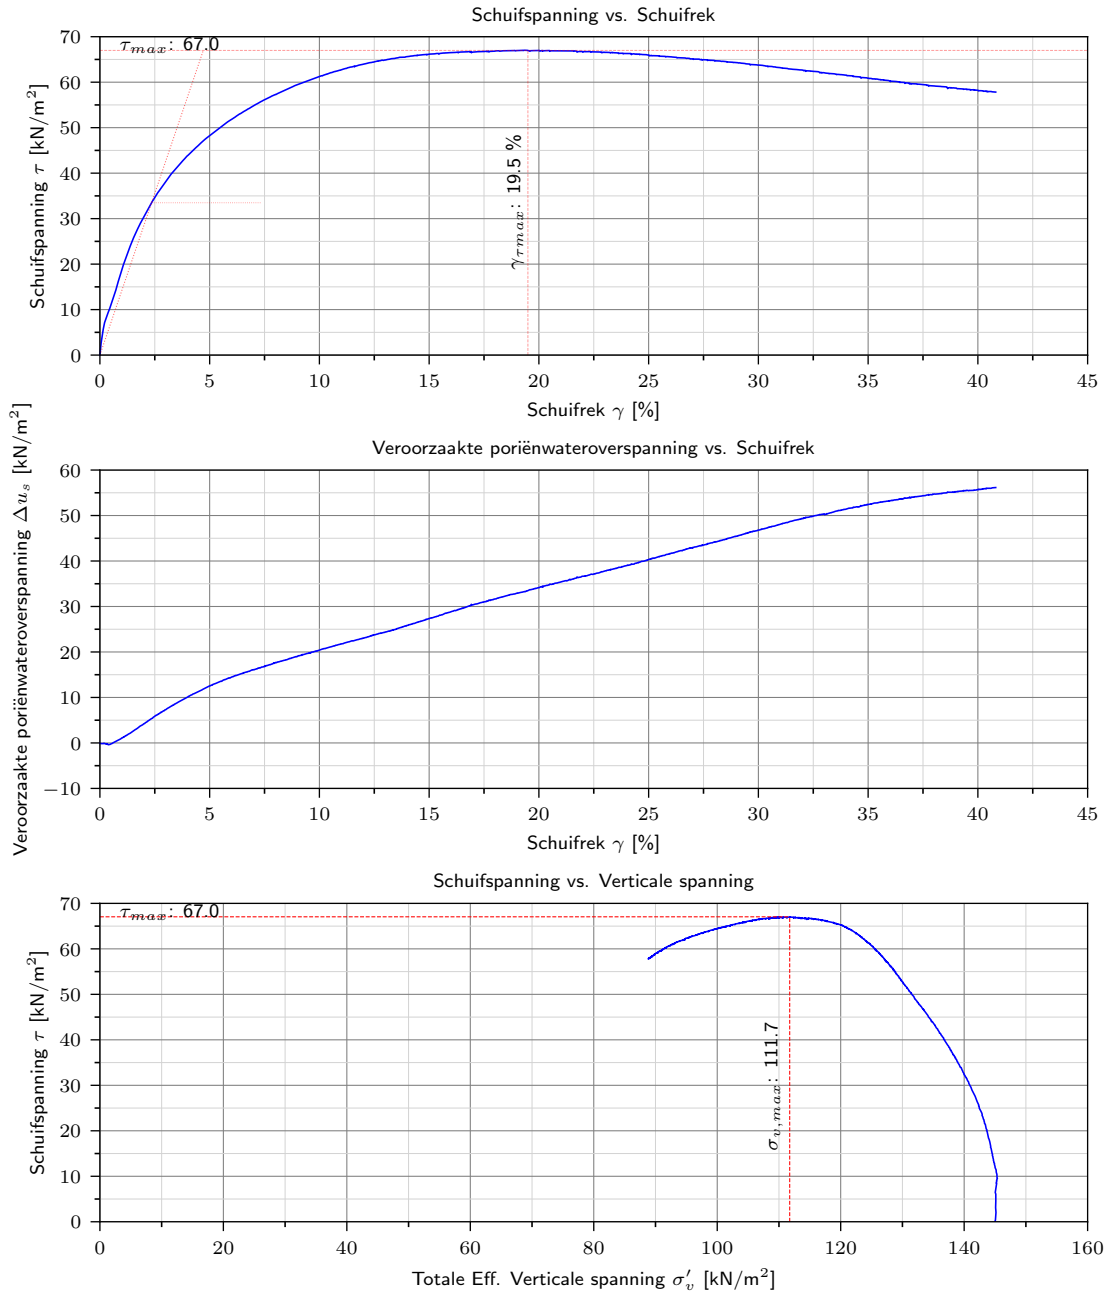 Schuifspanning vs. Schuifrek
τmax: 67.0
γτmax: 19.5 %
Schuifspanning τ [kN/m²]
70
60
50
40
30
20
10
0
0 5 10 15 20 25 30 35 40 45
Schuifrek γ [%]
Veroorzaakte poriënwateroverspanning vs. Schuifrek
Veroorzaakte poriënwateroverspanning Δus [kN/m²]
60
50
40
30
20
10
0
−10
0 5 10 15 20 25 30 35 40 45
Schuifrek γ [%]
Schuifspanning vs. Verticale spanning
τmax: 67.0
σv,max: 111.7
Schuifspanning τ [kN/m²]
70
60
50
40
30
20
10
0
0 20 40 60 80 100 120 140 160
Totale Eff. Verticale spanning σ′v [kN/m²]